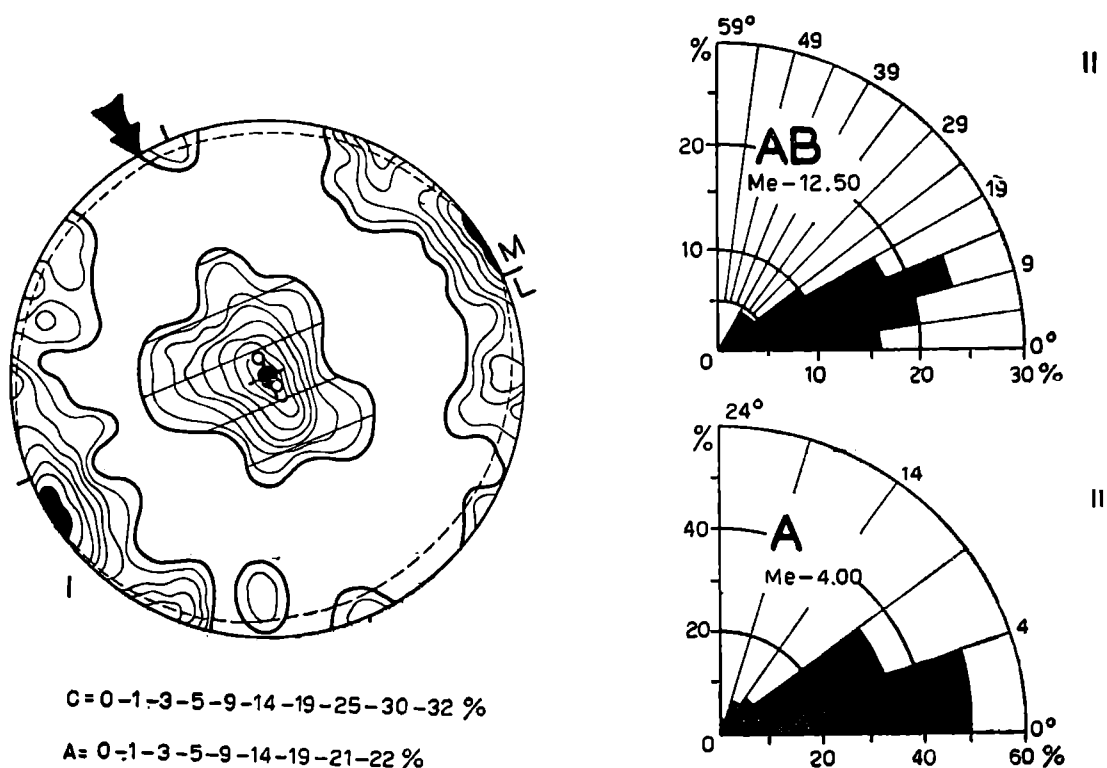 M
L
I
C = 0 – 1 – 3 – 5 – 9 – 14 – 19 – 25 – 30 – 32 %
A = 0 – 1 – 3 – 5 – 9 – 14 – 19 – 21 – 22 %
II
59°
49
39
29
19
9
0°
%
20
10
0
10
20
30 %
AB
Me – 12.50
II
24°
14
4
0°
%
40
20
0
20
40
60 %
A
Me – 4.00